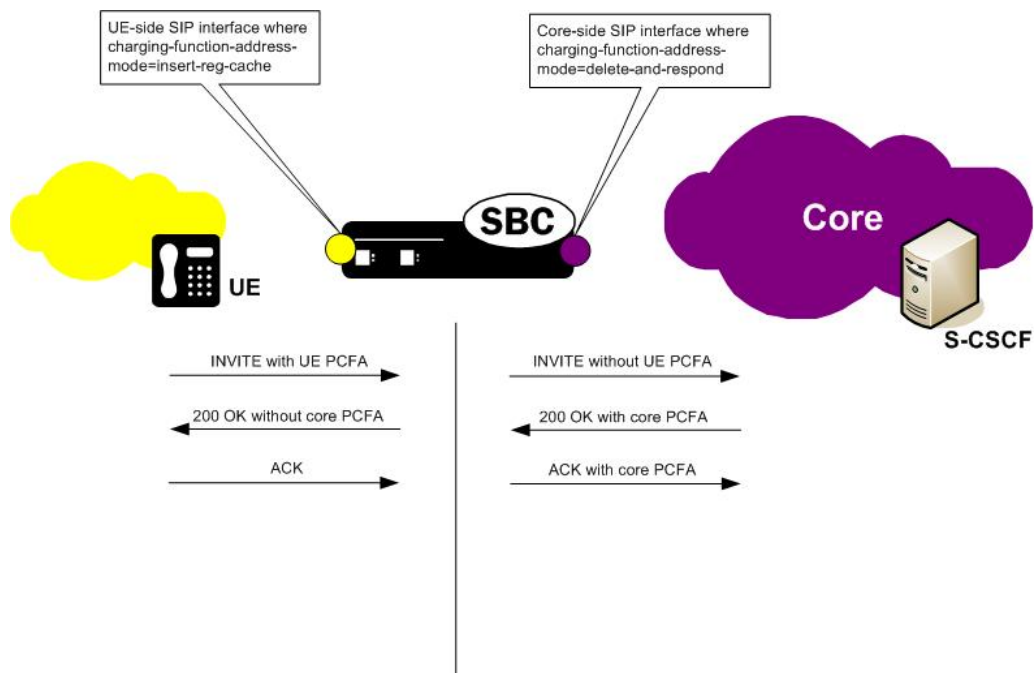 UE-side SIP interface where
charging-function-address-
mode=insert-reg-cache
Core-side SIP interface where
charging-function-address-
mode=delete-and-respond
SBC
Core
UE
S-CSCF
INVITE with UE PCFA
INVITE without UE PCFA
200 OK without core PCFA
200 OK with core PCFA
ACK
ACK with core PCFA